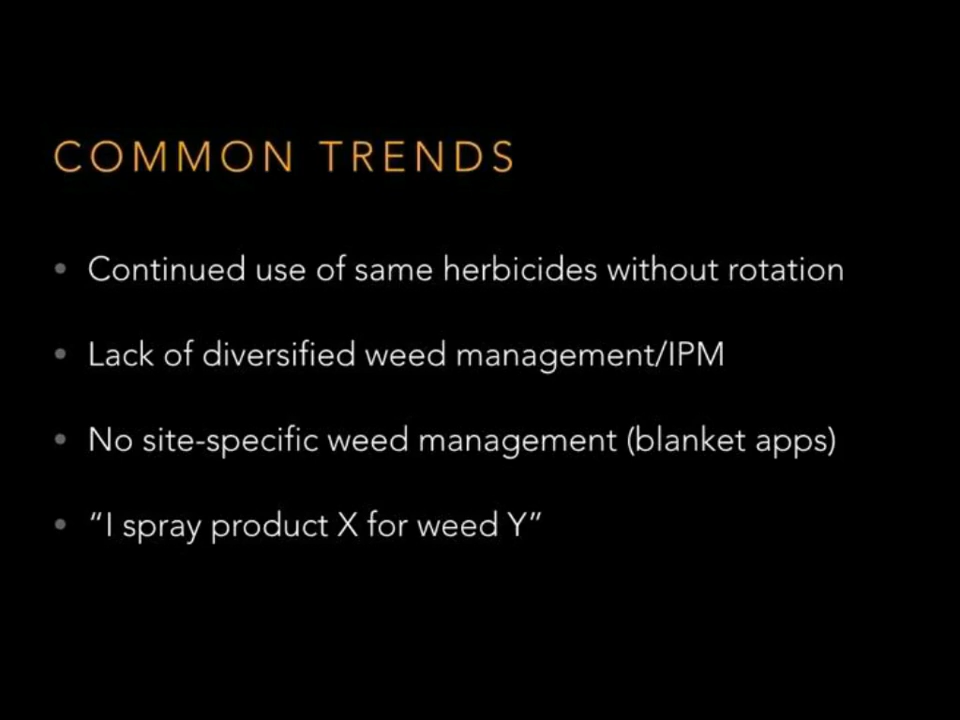 COMMON TRENDS
• Continued use of same herbicides without rotation
• Lack of diversified weed management/IPM
• No site-specific weed management (blanket apps)
• “I spray product X for weed Y”